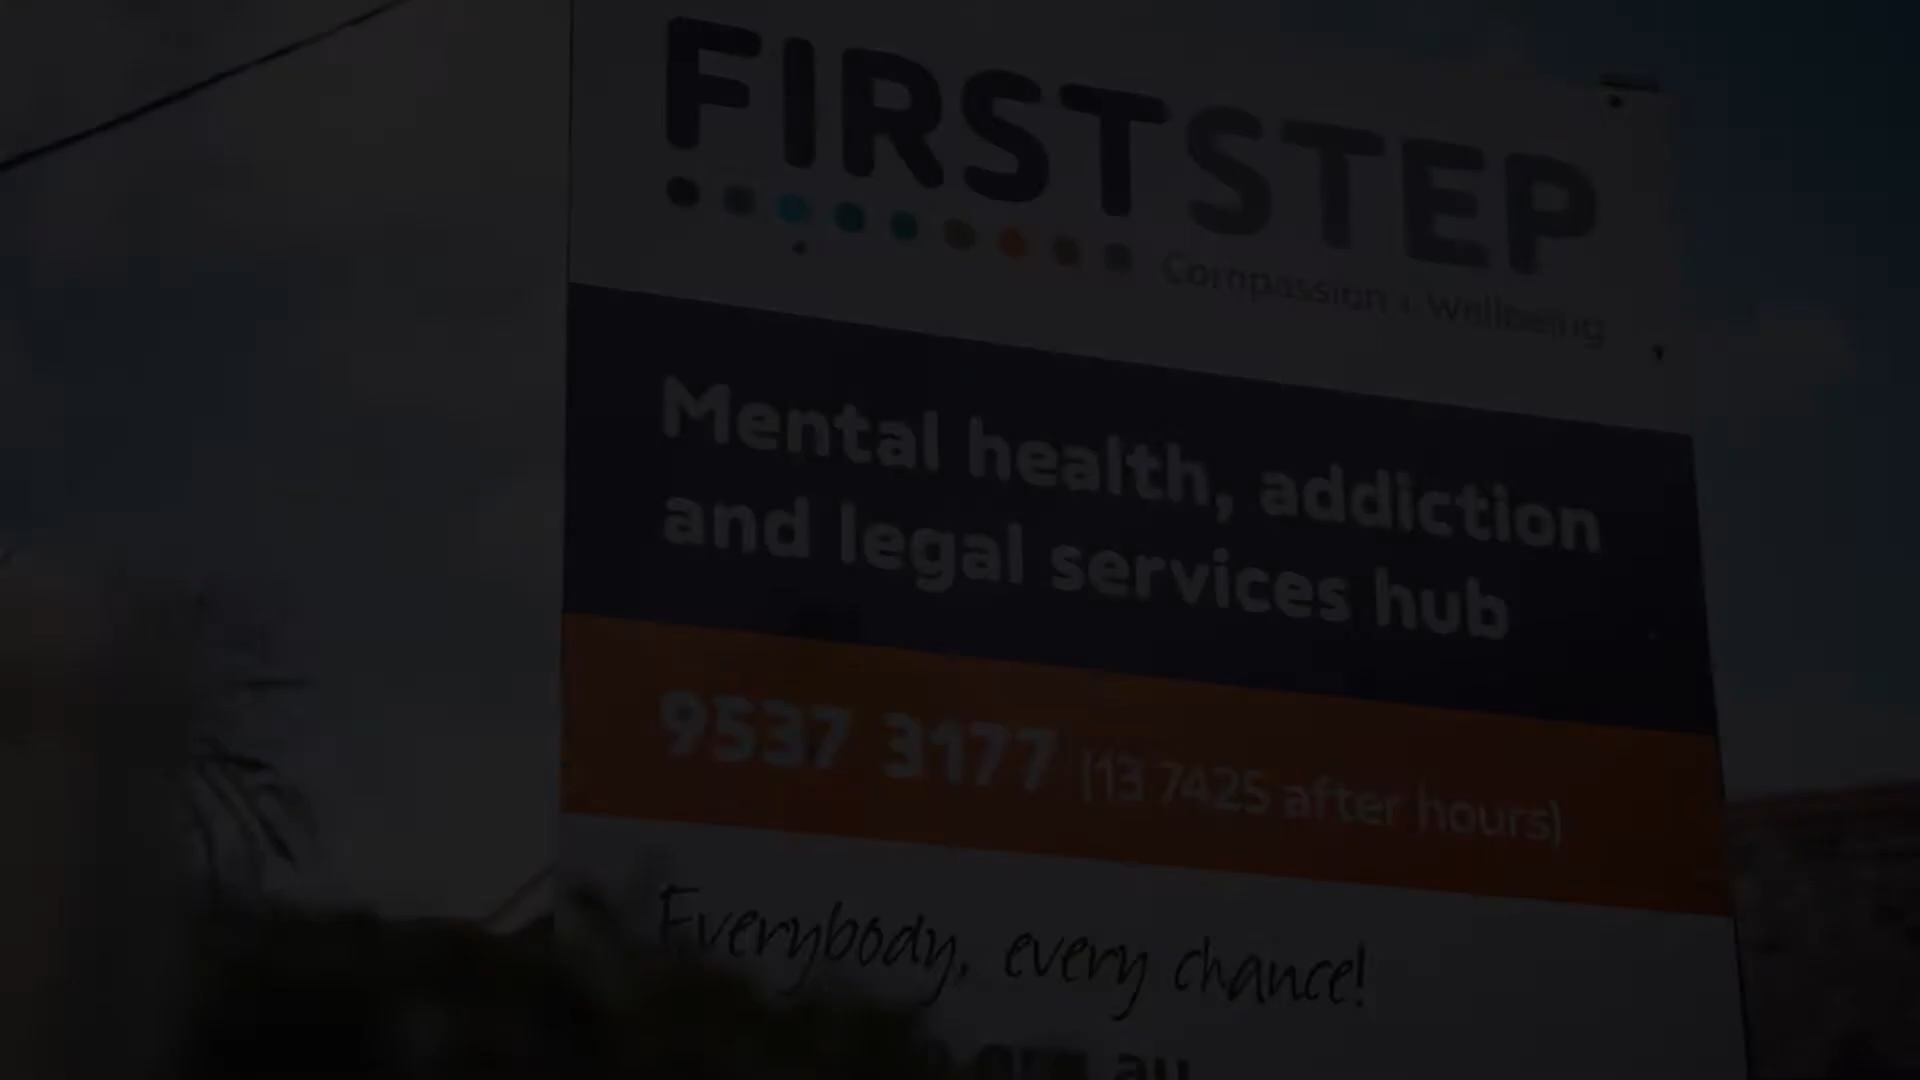 FIRSTSTEP
Compassion + Wellbeing
Mental health, addiction
and legal services hub
9537 3177 (13 7425 after hours)
Everybody, every chance!
.au